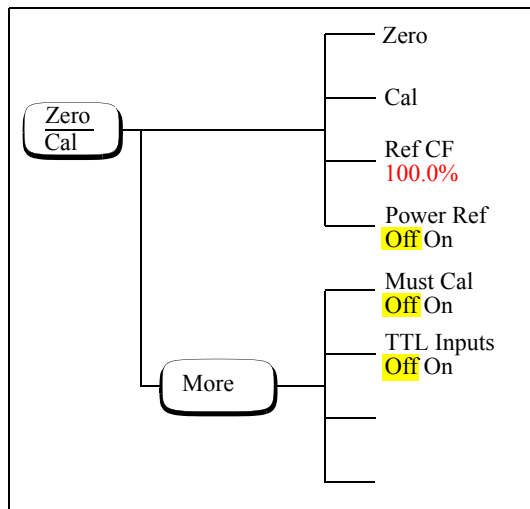 Zero
Cal
Zero
Cal
Ref CF
100.0%
Power Ref
Off On
More
Must Cal
Off On
TTL Inputs
Off On